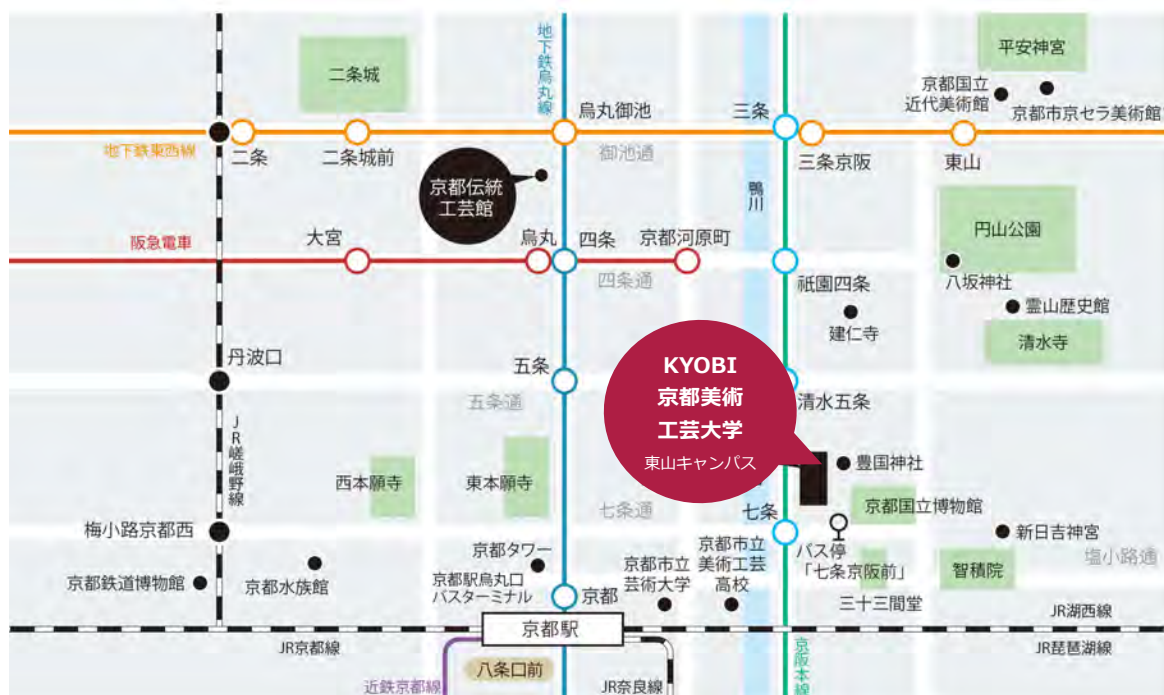 地下鉄烏丸線
平安神宮
二条城
京都国立
近代美術館
京都市京セラ美術館
烏丸御池
三条
地下鉄東西線
二条
二条城前
御池通
三条京阪
東山
京都伝統
工芸館
鴨川
円山公園
阪急電車
大宮
烏丸
四条
京都河原町
四条通
祇園四条
八坂神社
霊山歴史館
建仁寺
清水寺
丹波口
五条
五条通
KYOBI
京都美術
工芸大学
東山キャンパス
清水五条
JR嵯峨野線
西本願寺
東本願寺
豊国神社
七条通
七条
京都国立博物館
梅小路京都西
新日吉神宮
塩小路通
京都タワー
京都市立
芸術大学
京都市立
美術工芸
高校
バス停
「七条京阪前」
智積院
京都鉄道博物館
京都水族館
京都駅烏丸口
バスターミナル
京都
三十三間堂
JR湖西線
京都駅
JR京都線
JR琵琶湖線
八条口前
近鉄京都線
JR奈良線
京阪本線